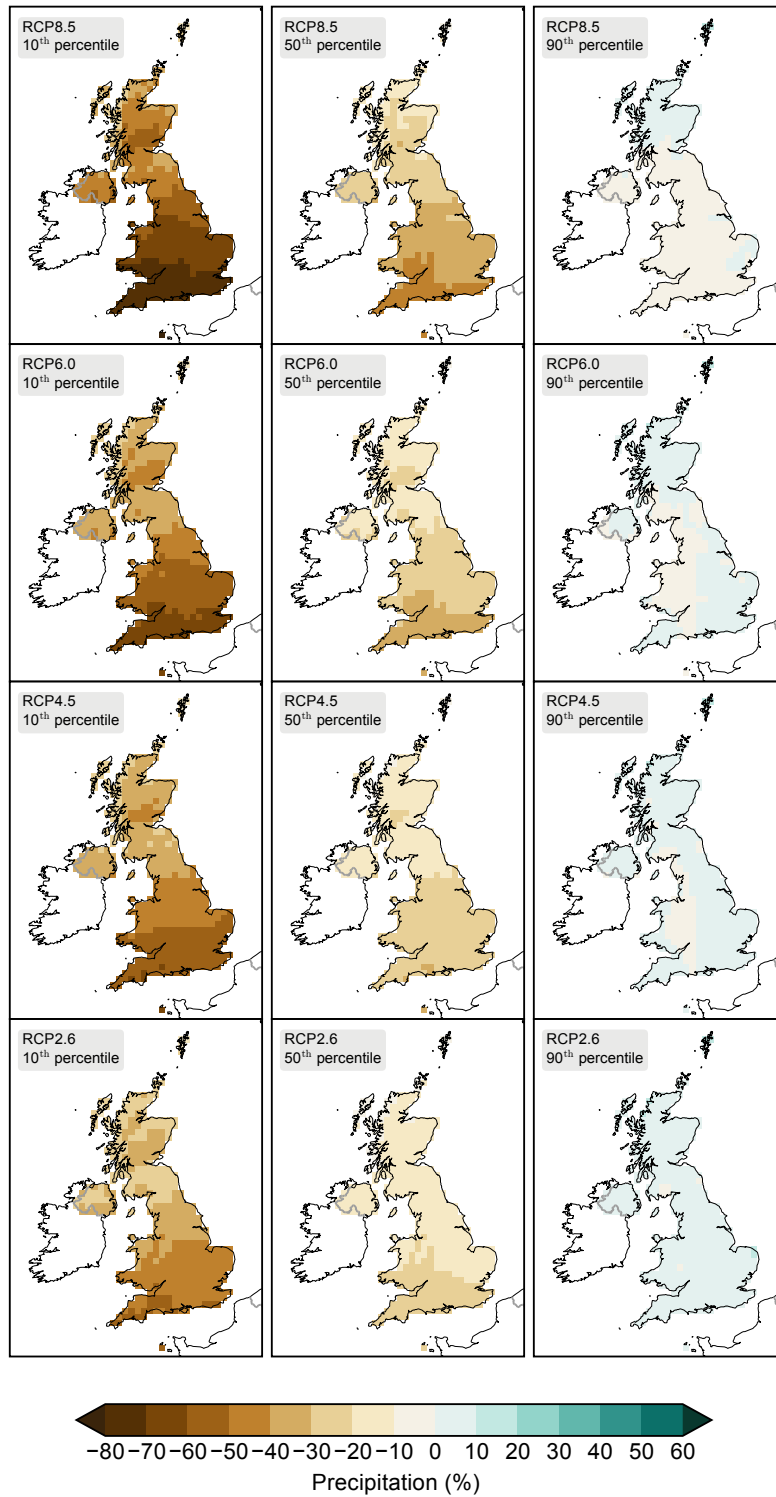 RCP8.5
10th percentile
RCP8.5
50th percentile
RCP8.5
90th percentile
RCP6.0
10th percentile
RCP6.0
50th percentile
RCP6.0
90th percentile
RCP4.5
10th percentile
RCP4.5
50th percentile
RCP4.5
90th percentile
RCP2.6
10th percentile
RCP2.6
50th percentile
RCP2.6
90th percentile
−80 −70 −60 −50 −40 −30 −20 −10 0 10 20 30 40 50 60
Precipitation (%)